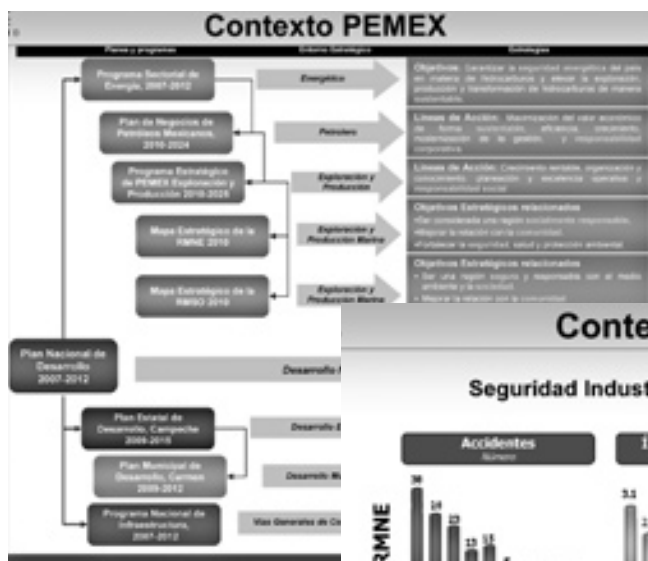 Contexto PEMEX
Planes y programas
Entorno Estratégico
Estrategias
Programa Sectorial de
Energía, 2007-2012
Energético
Objetivos: Garantizar la seguridad energética del país
en materia de hidrocarburos y elevar la exploración,
producción y transformación de hidrocarburos de manera
sustentable.
Plan de Negocios de
Petróleos Mexicanos,
2010-2024
Petrolero
Líneas de Acción: Maximización del valor económico
de forma sustentable, eficiencia, crecimiento,
modernización de la gestión, y responsabilidad
corporativa.
Programa Estratégico
de PEMEX Exploración y
Producción
Exploración y
Producción
Líneas de Acción: Crecimiento rentable, organización y
conocimiento, planeación y excelencia operativa y
responsabilidad social
Mapa Estratégico de la
RMNE 2010
Exploración y
Producción Marina
Objetivos Estratégicos relacionados
•Ser considerada una región socialmente responsable.
•Mejorar la relación con la comunidad.
•Fortalecer la seguridad, salud y protección ambiental
Mapa Estratégico de la
RMSO 2010
Exploración y
Producción Marina
Objetivos Estratégicos relacionados
• Ser una región segura y responsable con el medio
ambiente y la sociedad.
• Mejorar la relación con la comunidad
Plan Nacional de
Desarrollo
2007-2012
Desarrollo
Plan Estatal de
Desarrollo, Campeche
2009-2015
Desarrollo
Plan Municipal de
Desarrollo, Carmen
2009-2012
Desarrollo
Programa Nacional de
Infraestructura,
2007-2012
Vías Generales de
Conte
Seguridad Indust
Accidentes
Número
RMNE
3.1